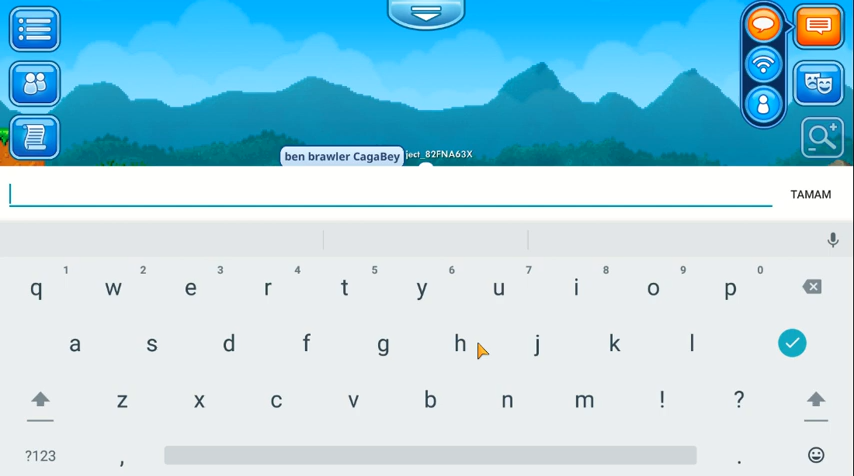 ben brawler CagaBey
ject_82FNA63X
TAMAM
1 2 3 4 5 6 7 8 9 0
q w e r t y u i o p
a s d f g h j k l
z x c v b n m ! ?
?123 , .